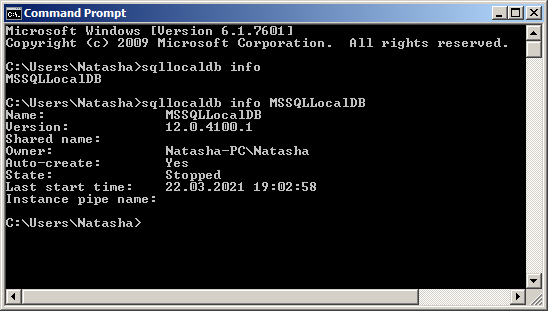 Command Prompt
Microsoft Windows [Version 6.1.7601]
Copyright (c) 2009 Microsoft Corporation.  All rights reserved.
C:\Users\Natasha>sqllocaldb info
MSSQLLocalDB
C:\Users\Natasha>sqllocaldb info MSSQLLocalDB
Name:               MSSQLLocalDB
Version:            12.0.4100.1
Shared name:
Owner:              Natasha-PC\Natasha
Auto-create:        Yes
State:              Stopped
Last start time:    22.03.2021 19:02:58
Instance pipe name:
C:\Users\Natasha>